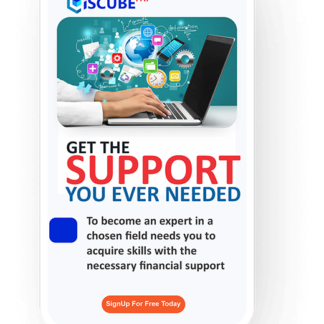 iSCUBE
GET THE
SUPPORT
YOU EVER NEEDED
To become an expert in a
chosen field needs you to
acquire skills with the
necessary financial support
SignUp For Free Today